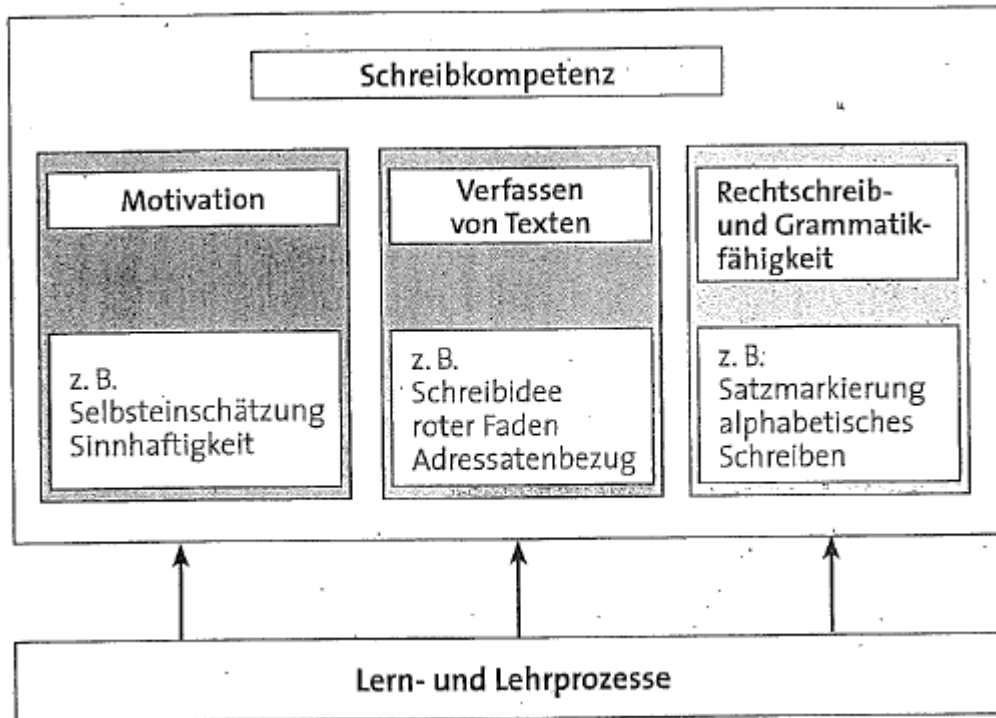 Schreibkompetenz
Motivation
z. B.
Selbsteinschätzung
Sinnhaftigkeit
Verfassen
von Texten
z. B.
Schreibidee
roter Faden
Adressatenbezug
Rechtschreib-
und Grammatik-
fähigkeit
z. B.
Satzmarkierung
alphabetisches
Schreiben
Lern- und Lehrprozesse